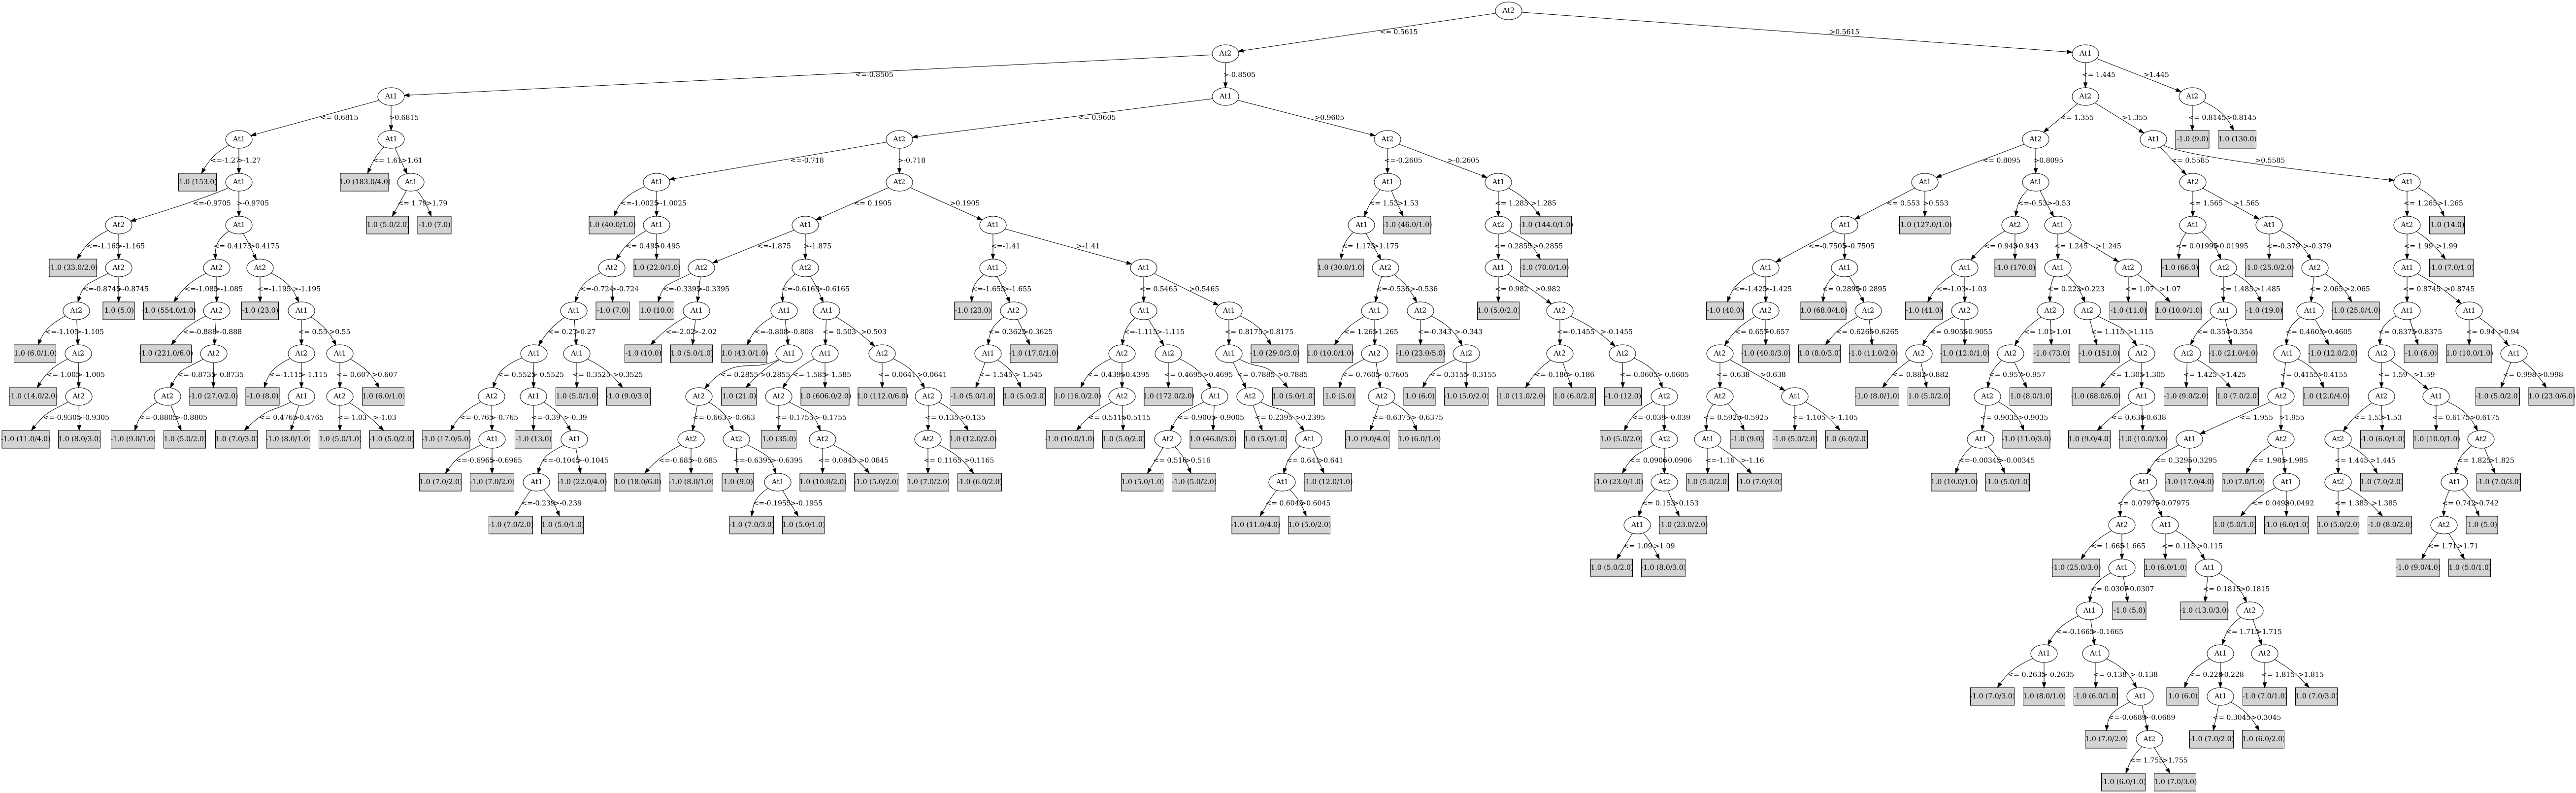 At2
<= 0.5615 >0.5615
At2 At1
<=-0.8505 >-0.8505 <= 1.445 >1.445
At1 At1 At2 At2
<= 0.6815 >0.6815 <= 0.9605 >0.9605 <= 1.355 >1.355 <= 0.8145 >0.8145
At1 At1 At2 At2 At2 At1 -1.0 (9.0) 1.0 (130.0)
<=-1.27 >-1.27 <= 1.61 >1.61 <=-0.718 >-0.718 <=-0.2605 >-0.2605 <= 0.8095 >0.8095 <= 0.5585 >0.5585
1.0 (153.0) At1 1.0 (183.0/4.0) At1 At1 At2 At1 At1 At1 At1 At2 At1
<=-0.9705 >-0.9705 <= 1.79 >1.79 <=-1.0025 >-1.0025 <= 0.1905 >0.1905 <= 1.53 >1.53 <= 1.285 >1.285 <= 0.553 >0.553 <=-0.53 >-0.53 <= 1.565 >1.565 <= 1.265 >1.265
At2 At1 1.0 (5.0/2.0) -1.0 (7.0) 1.0 (40.0/1.0) At1 At1 At1 At1 -1.0 (46.0/1.0) At2 -1.0 (144.0/1.0) At1 -1.0 (127.0/1.0) At2 At1 At1 At1 At2 1.0 (14.0)
<=-1.165 >-1.165 <= 0.4175 >0.4175 <= 0.495 >0.495 <=-1.875 >-1.875 <=-1.41 >-1.41 <= 1.175 >1.175 <= 0.2855 >0.2855 <=-0.7505 >-0.7505 <= 0.943 >0.943 <= 1.245 >1.245 <= 0.01995 >0.01995 <=-0.379 >-0.379 <= 1.99 >1.99
-1.0 (33.0/2.0) At1 At2 At2 At2 1.0 (22.0/1.0) At2 At2 At1 At1 1.0 (30.0/1.0) At2 At1 -1.0 (70.0/1.0) At1 At1 At1 -1.0 (170.0) At1 At2 -1.0 (66.0) At2 -1.0 (25.0/2.0) At2 At1 -1.0 (7.0/1.0)
<=-0.8745 >-0.8745 <=-1.085 >-1.085 <=-1.195 >-1.195 <=-0.724 >-0.724 <=-0.3395 >-0.3395 <=-0.6165 >-0.6165 <=-1.655 >-1.655 <= 0.5465 >0.5465 <=-0.536 >-0.536 <= 0.982 >0.982 <=-1.425 >-1.425 <= 0.2895 >0.2895 <=-1.03 >-1.03 <= 0.223 >0.223 <= 1.07 >1.07 <= 1.485 >1.485 <= 2.065 >2.065 <= 0.8745 >0.8745
At2 1.0 (5.0) -1.0 (554.0/1.0) At2 -1.0 (23.0) At1 At1 -1.0 (7.0) 1.0 (10.0) At1 At1 At1 -1.0 (23.0) At2 At1 At1 At1 At2 1.0 (5.0/2.0) At2 -1.0 (40.0) At2 1.0 (68.0/4.0) At2 -1.0 (41.0) At1 At2 At2 -1.0 (11.0) 1.0 (10.0/1.0) At1 -1.0 (19.0) At1 -1.0 (25.0/4.0) At1 At1
<=-1.105 >-1.105 <=-0.888 >-0.888 <= 0.55 >0.55 <= 0.27 >0.27 <=-2.02 >-2.02 <=-0.808 >-0.808 <= 0.503 >0.503 <= 0.3625 >0.3625 <=-1.115 >-1.115 <= 0.8175 >0.8175 <= 1.265 >1.265 <=-0.343 >-0.343 <=-0.1455 >-0.1455 <= 0.657 >0.657 <= 0.6265 >0.6265 <= 0.9055 >0.9055 <= 1.01 >1.01 <= 1.115 >1.115 <= 0.354 >0.354 <= 0.4605 >0.4605 <= 0.8375 >0.8375 <= 0.94 >0.94
1.0 (6.0/1.0) At2 -1.0 (221.0/6.0) At2 At2 At1 At1 At1 -1.0 (10.0) 1.0 (5.0/1.0) 1.0 (43.0/1.0) At1 At1 At2 At1 -1.0 (17.0/1.0) At2 At2 At1 -1.0 (29.0/3.0) 1.0 (10.0/1.0) At2 -1.0 (23.0/5.0) At2 At2 At2 At2 -1.0 (40.0/3.0) 1.0 (8.0/3.0) -1.0 (11.0/2.0) At2 -1.0 (12.0/1.0) At2 -1.0 (73.0) -1.0 (151.0) At2 At2 -1.0 (21.0/4.0) At1 -1.0 (12.0/2.0) At2 -1.0 (6.0) 1.0 (10.0/1.0) At1
<=-1.005 >-1.005 <=-0.8735 >-0.8735 <=-1.115 >-1.115 <= 0.607 >0.607 <=-0.5525 >-0.5525 <= 0.3525 >0.3525 <= 0.2855 >0.2855 <=-1.585 >-1.585 <= 0.0641 >0.0641 <=-1.545 >-1.545 <= 0.4395 >0.4395 <= 0.4695 >0.4695 <= 0.7885 >0.7885 <=-0.7605 >-0.7605 <=-0.3155 >-0.3155 <=-0.186 >-0.186 <=-0.0605 >-0.0605 <= 0.638 >0.638 <= 0.882 >0.882 <= 0.957 >0.957 <= 1.305 >1.305 <= 1.425 >1.425 <= 0.4155 >0.4155 <= 1.59 >1.59 <= 0.998 >0.998
-1.0 (14.0/2.0) At2 At2 -1.0 (27.0/2.0) -1.0 (8.0) At1 At2 1.0 (6.0/1.0) At2 At1 1.0 (5.0/1.0) -1.0 (9.0/3.0) At2 1.0 (21.0) At2 1.0 (606.0/2.0) 1.0 (112.0/6.0) At2 -1.0 (5.0/1.0) 1.0 (5.0/2.0) 1.0 (16.0/2.0) At2 1.0 (172.0/2.0) At1 At2 1.0 (5.0/1.0) 1.0 (5.0) At2 1.0 (6.0) -1.0 (5.0/2.0) -1.0 (11.0/2.0) 1.0 (6.0/2.0) -1.0 (12.0) At2 At2 At1 -1.0 (8.0/1.0) 1.0 (5.0/2.0) At2 1.0 (8.0/1.0) -1.0 (68.0/6.0) At1 -1.0 (9.0/2.0) 1.0 (7.0/2.0) At2 1.0 (12.0/4.0) At2 At1 -1.0 (5.0/2.0) 1.0 (23.0/6.0)
<=-0.9305 >-0.9305 <=-0.8805 >-0.8805 <= 0.4765 >0.4765 <=-1.03 >-1.03 <=-0.765 >-0.765 <=-0.39 >-0.39 <=-0.663 >-0.663 <=-0.1755 >-0.1755 <= 0.135 >0.135 <= 0.5115 >0.5115 <=-0.9005 >-0.9005 <= 0.2395 >0.2395 <=-0.6375 >-0.6375 <=-0.039 >-0.039 <= 0.5925 >0.5925 <=-1.105 >-1.105 <= 0.9035 >0.9035 <= 0.638 >0.638 <= 1.955 >1.955 <= 1.53 >1.53 <= 0.6175 >0.6175
-1.0 (11.0/4.0) 1.0 (8.0/3.0) -1.0 (9.0/1.0) 1.0 (5.0/2.0) 1.0 (7.0/3.0) -1.0 (8.0/1.0) 1.0 (5.0/1.0) -1.0 (5.0/2.0) -1.0 (17.0/5.0) At1 -1.0 (13.0) At1 At2 At2 1.0 (35.0) At2 At2 1.0 (12.0/2.0) -1.0 (10.0/1.0) 1.0 (5.0/2.0) At2 1.0 (46.0/3.0) 1.0 (5.0/1.0) At1 -1.0 (9.0/4.0) 1.0 (6.0/1.0) 1.0 (5.0/2.0) At2 At1 -1.0 (9.0) -1.0 (5.0/2.0) 1.0 (6.0/2.0) At1 -1.0 (11.0/3.0) 1.0 (9.0/4.0) -1.0 (10.0/3.0) At1 At2 At2 -1.0 (6.0/1.0) 1.0 (10.0/1.0) At2
<=-0.6965 >-0.6965 <=-0.1045 >-0.1045 <=-0.685 >-0.685 <=-0.6395 >-0.6395 <= 0.0845 >0.0845 <= 0.1165 >0.1165 <= 0.516 >0.516 <= 0.641 >0.641 <= 0.0906 >0.0906 <=-1.16 >-1.16 <=-0.00345 >-0.00345 <= 0.3295 >0.3295 <= 1.985 >1.985 <= 1.445 >1.445 <= 1.825 >1.825
1.0 (7.0/2.0) -1.0 (7.0/2.0) At1 -1.0 (22.0/4.0) 1.0 (18.0/6.0) -1.0 (8.0/1.0) 1.0 (9.0) At1 1.0 (10.0/2.0) -1.0 (5.0/2.0) 1.0 (7.0/2.0) -1.0 (6.0/2.0) 1.0 (5.0/1.0) -1.0 (5.0/2.0) At1 -1.0 (12.0/1.0) -1.0 (23.0/1.0) At2 1.0 (5.0/2.0) -1.0 (7.0/3.0) 1.0 (10.0/1.0) -1.0 (5.0/1.0) At1 -1.0 (17.0/4.0) 1.0 (7.0/1.0) At1 At2 1.0 (7.0/2.0) At1 -1.0 (7.0/3.0)
<=-0.239 >-0.239 <=-0.1955 >-0.1955 <= 0.6045 >0.6045 <= 0.153 >0.153 <= 0.07975 >0.07975 <= 0.0492 >0.0492 <= 1.385 >1.385 <= 0.742 >0.742
-1.0 (7.0/2.0) 1.0 (5.0/1.0) -1.0 (7.0/3.0) 1.0 (5.0/1.0) -1.0 (11.0/4.0) 1.0 (5.0/2.0) At1 -1.0 (23.0/2.0) At2 At1 1.0 (5.0/1.0) -1.0 (6.0/1.0) 1.0 (5.0/2.0) -1.0 (8.0/2.0) At2 1.0 (5.0)
<= 1.09 >1.09 <= 1.665 >1.665 <= 0.115 >0.115 <= 1.71 >1.71
1.0 (5.0/2.0) -1.0 (8.0/3.0) -1.0 (25.0/3.0) At1 1.0 (6.0/1.0) At1 -1.0 (9.0/4.0) 1.0 (5.0/1.0)
<= 0.0307 >0.0307 <= 0.1815 >0.1815
At1 -1.0 (5.0) -1.0 (13.0/3.0) At2
<=-0.1665 >-0.1665 <= 1.715 >1.715
At1 At1 At1 At2
<=-0.2635 >-0.2635 <=-0.138 >-0.138 <= 0.228 >0.228 <= 1.815 >1.815
-1.0 (7.0/3.0) 1.0 (8.0/1.0) -1.0 (6.0/1.0) At1 1.0 (6.0) At1 -1.0 (7.0/1.0) 1.0 (7.0/3.0)
<=-0.0689 >-0.0689 <= 0.3045 >0.3045
1.0 (7.0/2.0) At2 -1.0 (7.0/2.0) 1.0 (6.0/2.0)
<= 1.755 >1.755
-1.0 (6.0/1.0) 1.0 (7.0/3.0)